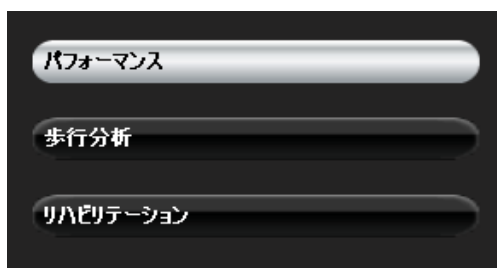 パフォーマンス
歩行分析
リハビリテーション